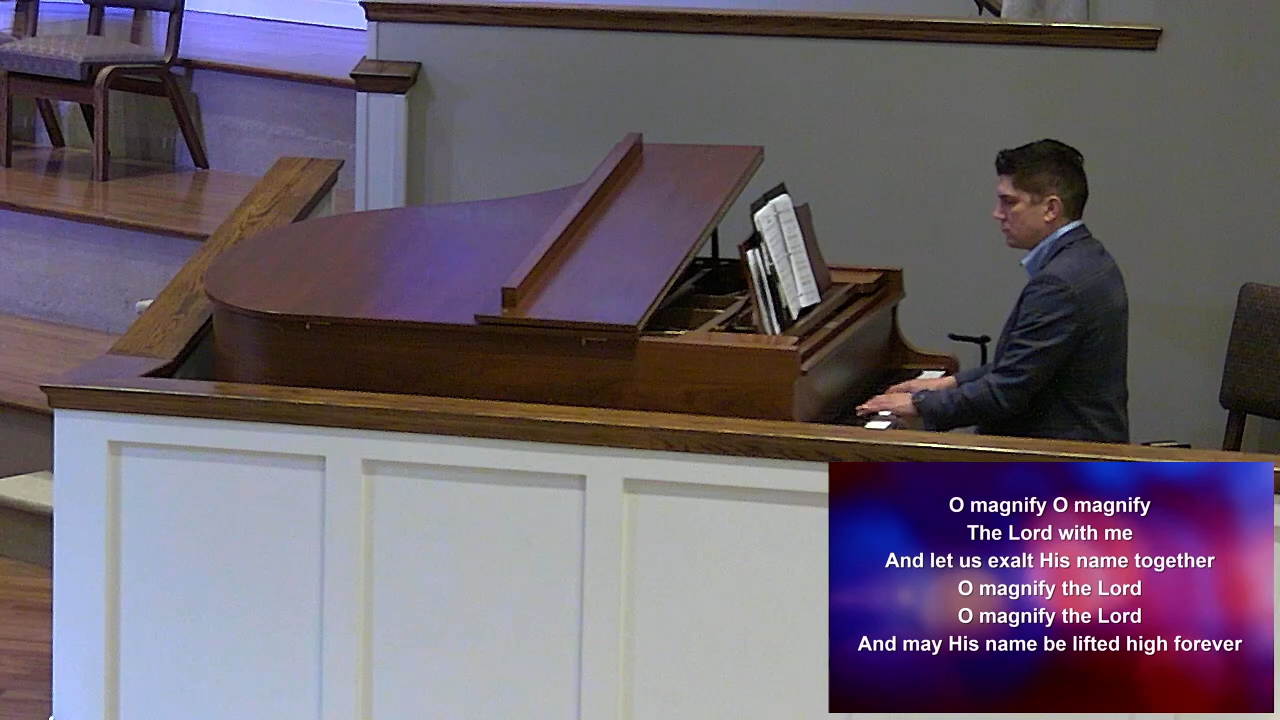 O magnify O magnify
The Lord with me
And let us exalt His name together
O magnify the Lord
O magnify the Lord
And may His name be lifted high forever